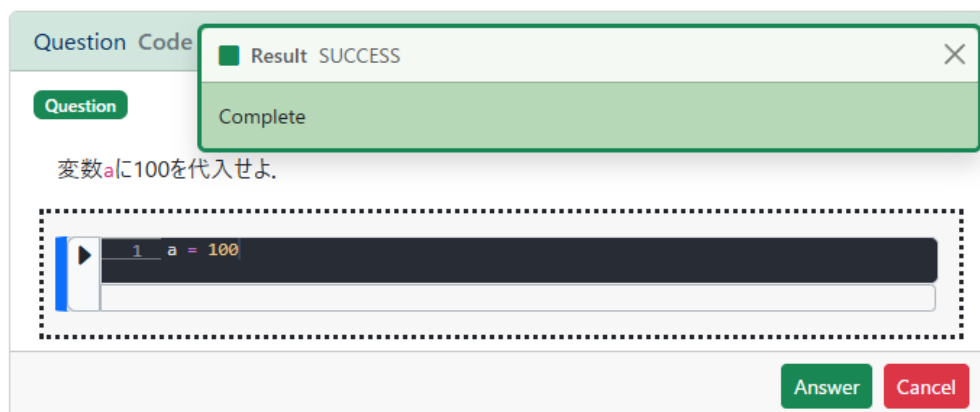 Question Code
Result SUCCESS
Complete
Question
変数aに100を代入せよ.
1 a = 100
Answer Cancel